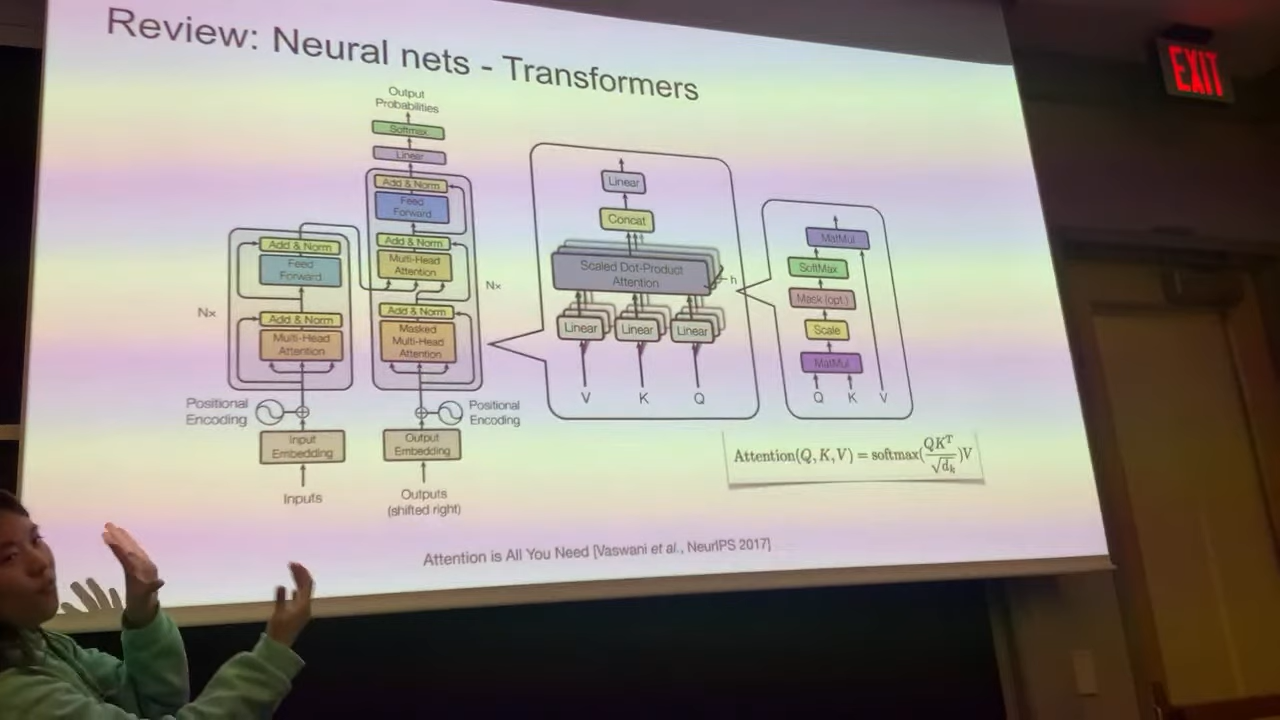 Review: Neural nets - Transformers
EXIT
Output
Probabilities
Softmax
Linear
Add & Norm
Feed
Forward
Add & Norm
Multi-Head
Attention
Add & Norm
Masked
Multi-Head
Attention
Nx
Add & Norm
Feed
Forward
Nx
Add & Norm
Multi-Head
Attention
Positional
Encoding
Positional
Encoding
Input
Embedding
Output
Embedding
Inputs
Outputs
(shifted right)
Linear
Concat
Scaled Dot-Product
Attention
h
Linear
Linear
Linear
V
K
Q
MatMul
SoftMax
Mask (opt.)
Scale
MatMul
Q
K
V
Attention(Q, K, V) = softmax(QK^T/√d_k)V
Attention is All You Need [Vaswani et al., NeurIPS 2017]